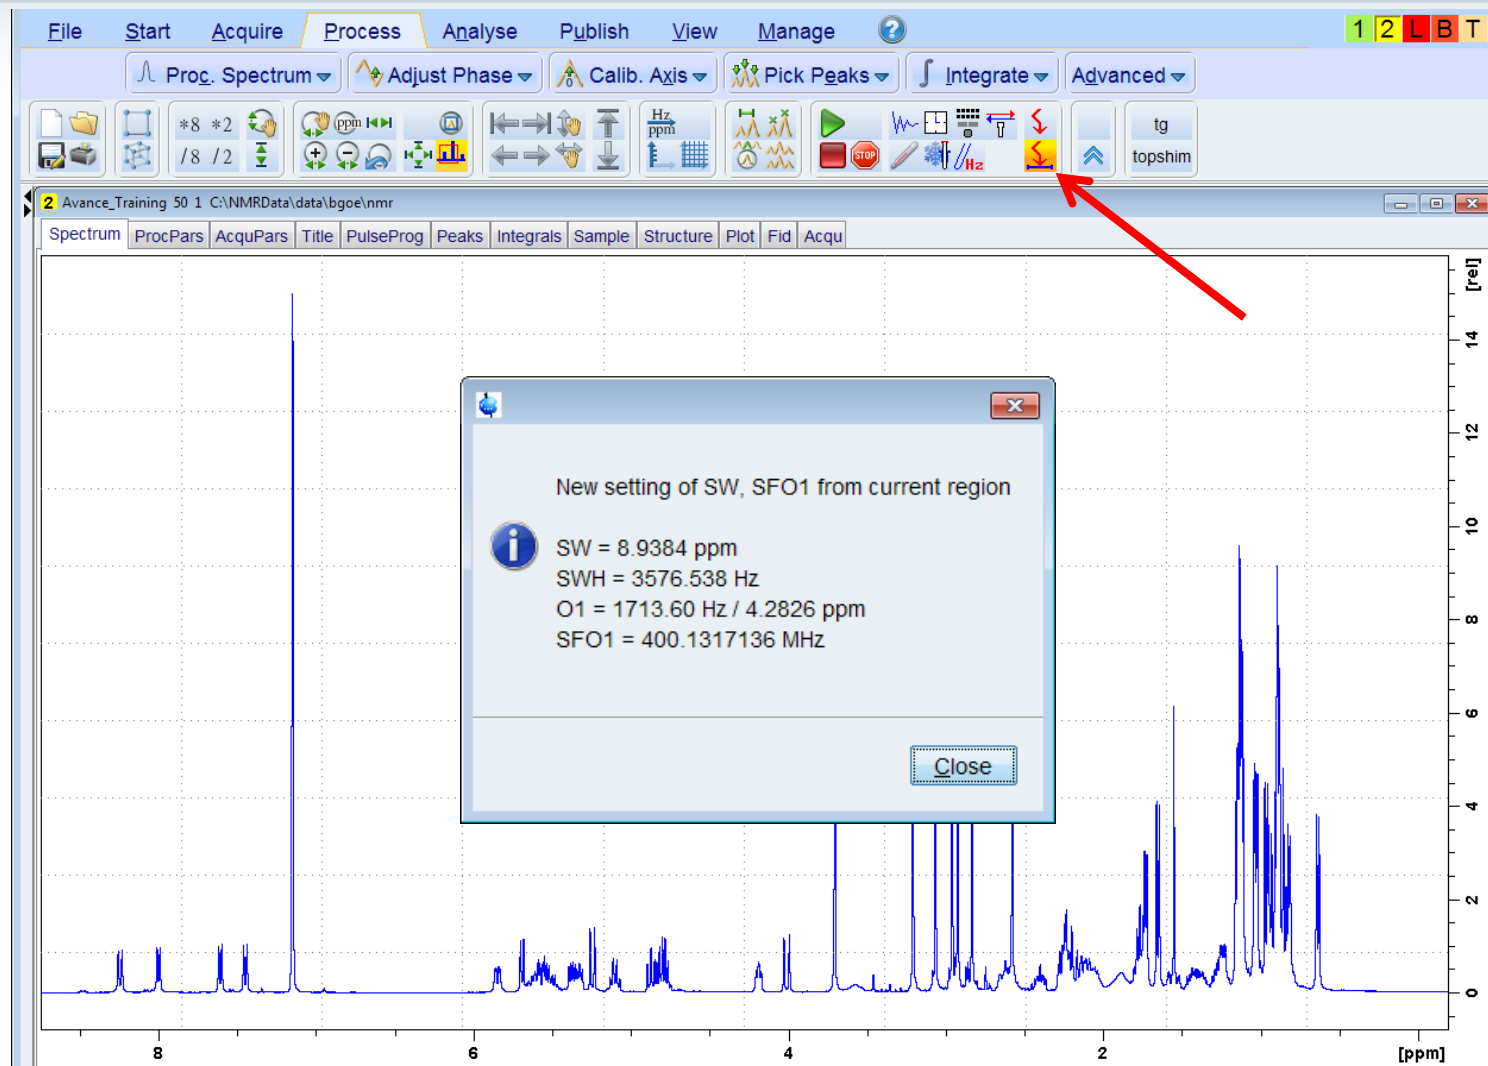 File Start Acquire Process Analyse Publish View Manage ? 1 2 L B T
Proc. Spectrum Adjust Phase Calib. Axis Pick Peaks Integrate Advanced
*8 *2 ppm Hz ppm tg
/8 /2 STOP Hz topshim
2 Avance_Training 50 1 C:\NMRData\data\bgoe\nmr
Spectrum ProcPars AcquPars Title PulseProg Peaks Integrals Sample Structure Plot Fid Acqu
[rel]
14
12
10
8
6
4
2
0
New setting of SW, SFO1 from current region
i
SW = 8.9384 ppm
SWH = 3576.538 Hz
O1 = 1713.60 Hz / 4.2826 ppm
SFO1 = 400.1317136 MHz
Close
8 6 4 2 [ppm]